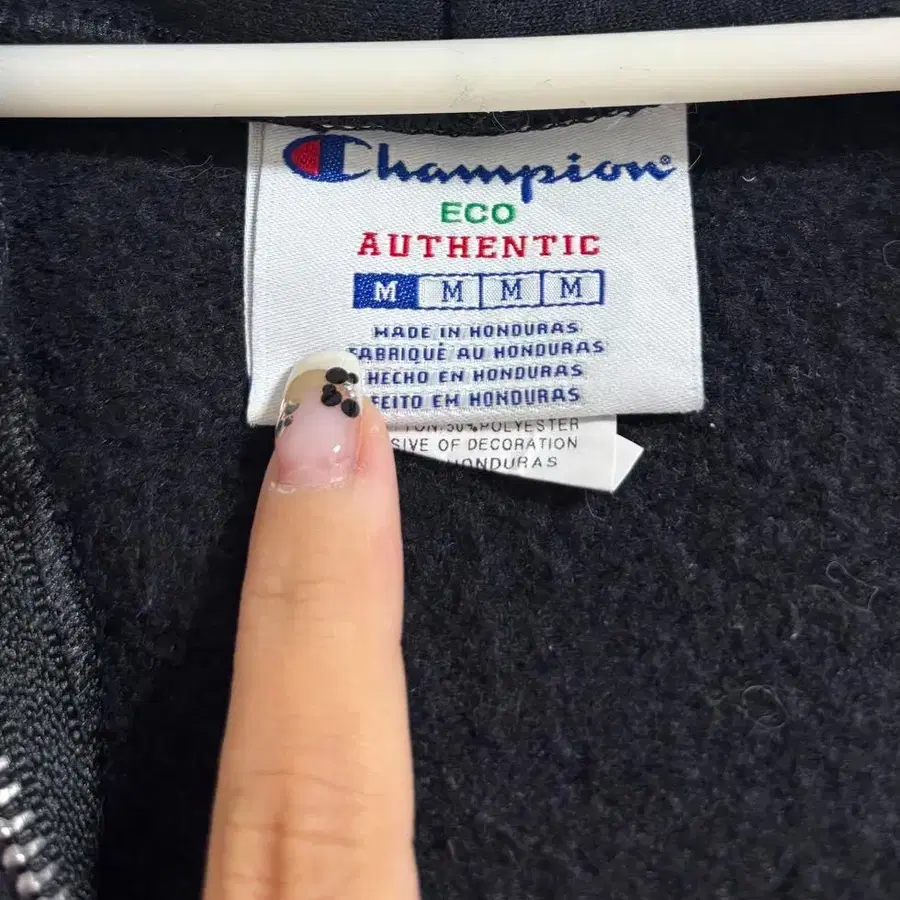 Champion®
ECO
AUTHENTIC
M M M M
MADE IN HONDURAS
FABRIQUÉ AU HONDURAS
HECHO EN HONDURAS
FEITO EM HONDURAS
50% POLYESTER
SIVE OF DECORATION
HONDURAS